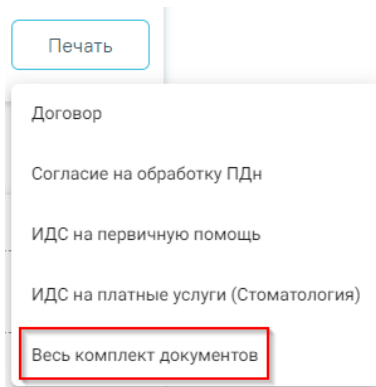 Печать
Договор
Согласие на обработку ПДн
ИДС на первичную помощь
ИДС на платные услуги (Стоматология)
Весь комплект документов